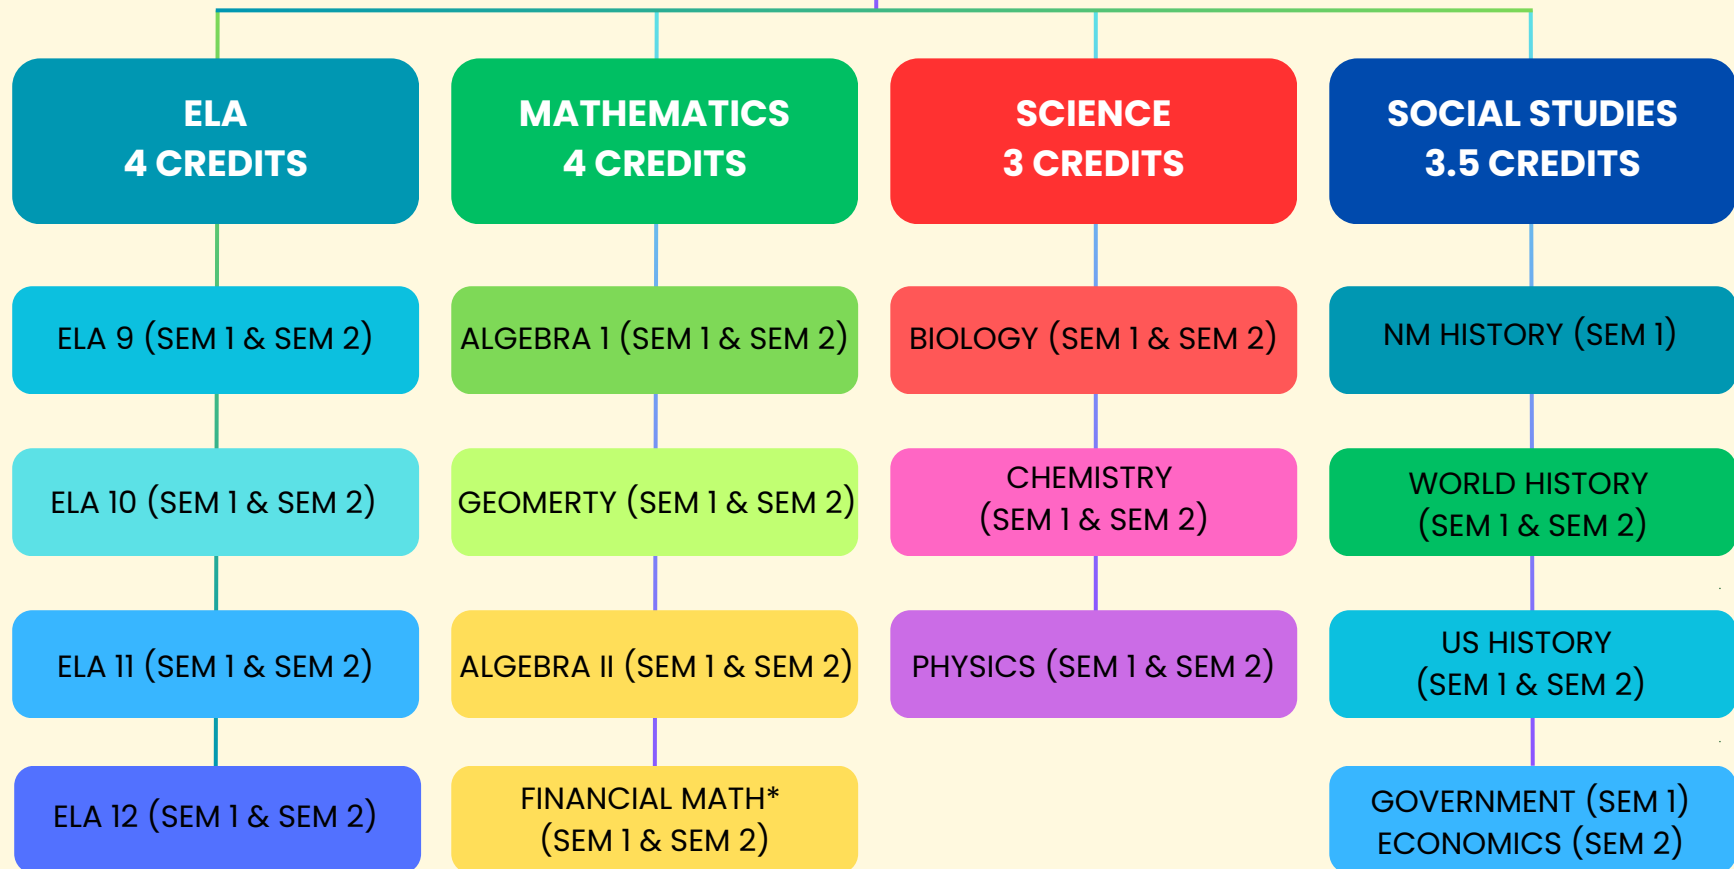 ELA
4 CREDITS
ELA 9 (SEM 1 & SEM 2)
ELA 10 (SEM 1 & SEM 2)
ELA 11 (SEM 1 & SEM 2)
ELA 12 (SEM 1 & SEM 2)
MATHEMATICS
4 CREDITS
ALGEBRA 1 (SEM 1 & SEM 2)
GEOMERTY (SEM 1 & SEM 2)
ALGEBRA II (SEM 1 & SEM 2)
FINANCIAL MATH*
(SEM 1 & SEM 2)
SCIENCE
3 CREDITS
BIOLOGY (SEM 1 & SEM 2)
CHEMISTRY
(SEM 1 & SEM 2)
PHYSICS (SEM 1 & SEM 2)
SOCIAL STUDIES
3.5 CREDITS
NM HISTORY (SEM 1)
WORLD HISTORY
(SEM 1 & SEM 2)
US HISTORY
(SEM 1 & SEM 2)
GOVERNMENT (SEM 1)
ECONOMICS (SEM 2)